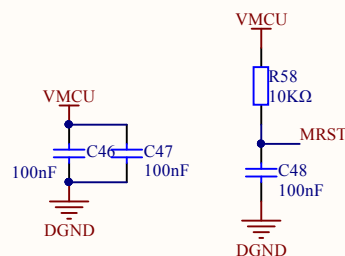 VMCU
R58
10KΩ
MRST
VMCU
C46
C47
100nF
100nF
C48
100nF
DGND
DGND